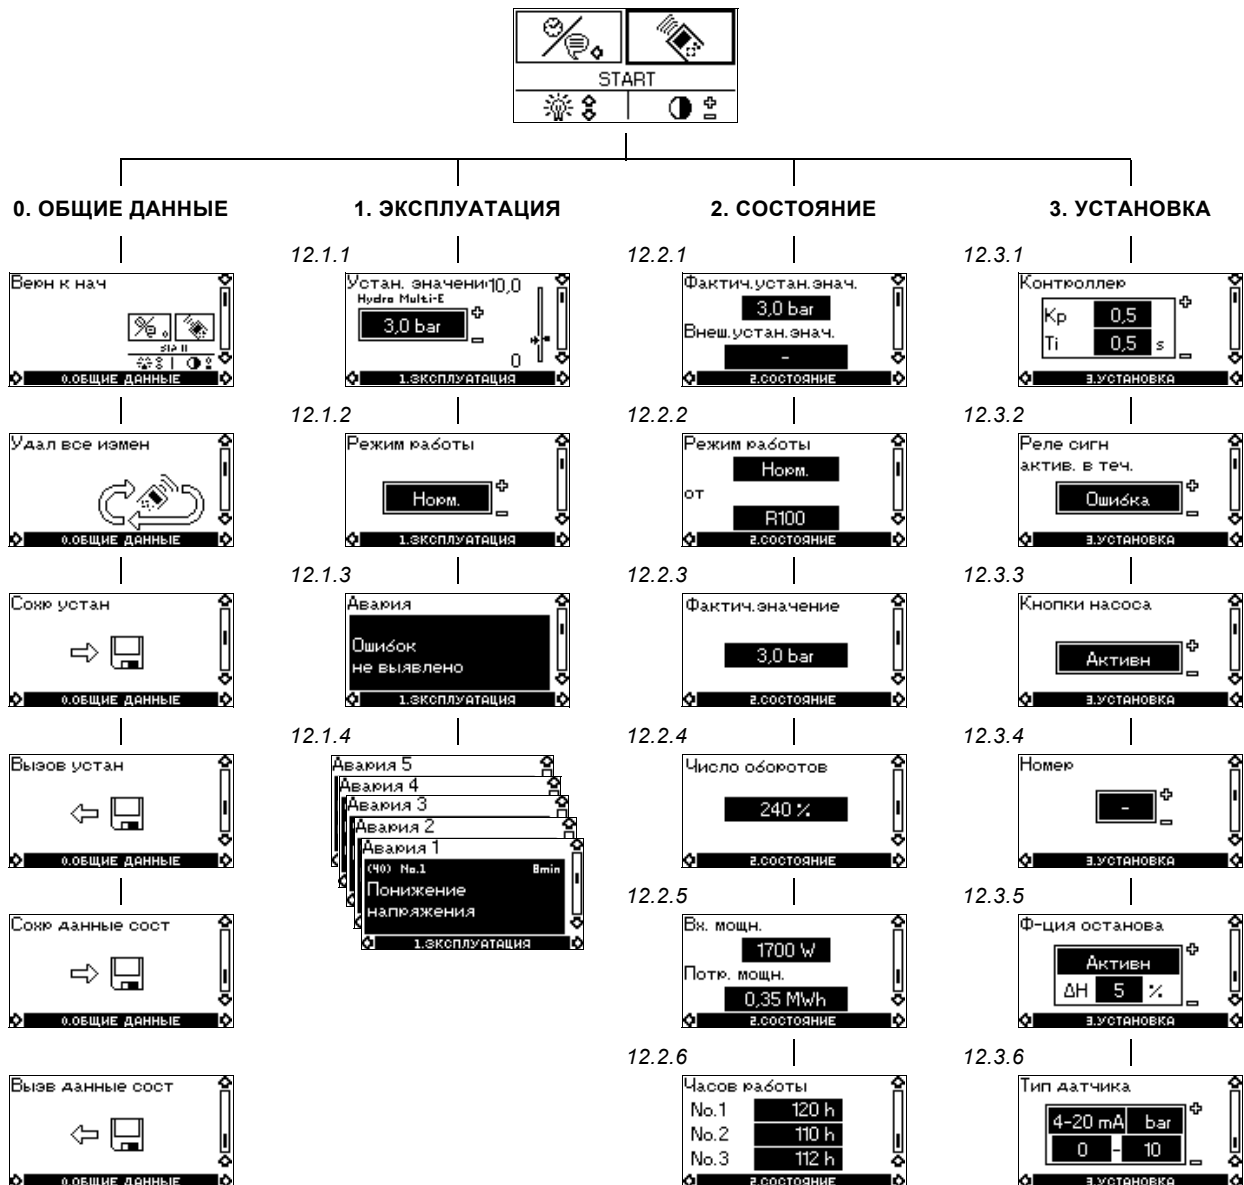 START
0. ОБЩИЕ ДАННЫЕ
Верн к нач
START
0.ОБЩИЕ ДАННЫЕ
Удал все измен
0.ОБЩИЕ ДАННЫЕ
Сохр устан
0.ОБЩИЕ ДАННЫЕ
Вызов устан
0.ОБЩИЕ ДАННЫЕ
Сохр данные сост
0.ОБЩИЕ ДАННЫЕ
Вызв данные сост
0.ОБЩИЕ ДАННЫЕ
1. ЭКСПЛУАТАЦИЯ
12.1.1
Устан. значени 10,0
Hydro Multi-E
3,0 bar
0
1.ЭКСПЛУАТАЦИЯ
12.1.2
Режим работы
Норм.
1.ЭКСПЛУАТАЦИЯ
12.1.3
Авария
Ошибок
не выявлено
1.ЭКСПЛУАТАЦИЯ
12.1.4
Авария 5
Авария 4
Авария 3
Авария 2
Авария 1
(40) No.1 8min
Понижение
напряжения
1.ЭКСПЛУАТАЦИЯ
2. СОСТОЯНИЕ
12.2.1
Фактич.устан.знач.
3,0 bar
Внеш.устан.знач.
-
2.СОСТОЯНИЕ
12.2.2
Режим работы
Норм.
от
R100
2.СОСТОЯНИЕ
12.2.3
Фактич.значение
3,0 bar
2.СОСТОЯНИЕ
12.2.4
Число оборотов
240 %
2.СОСТОЯНИЕ
12.2.5
Вх. мощн.
1700 W
Потр. мощн.
0,35 MWh
2.СОСТОЯНИЕ
12.2.6
Часов работы
No.1 120 h
No.2 110 h
No.3 112 h
2.СОСТОЯНИЕ
3. УСТАНОВКА
12.3.1
Контроллер
Kp 0,5
Ti 0,5 s
3.УСТАНОВКА
12.3.2
Реле сигн
актив. в теч.
Ошибка
3.УСТАНОВКА
12.3.3
Кнопки насоса
Активн
3.УСТАНОВКА
12.3.4
Номер
-
3.УСТАНОВКА
12.3.5
Ф-ция останова
Активн
ΔH 5 %
3.УСТАНОВКА
12.3.6
Тип датчика
4-20 mA bar
0 - 10
3.УСТАНОВКА